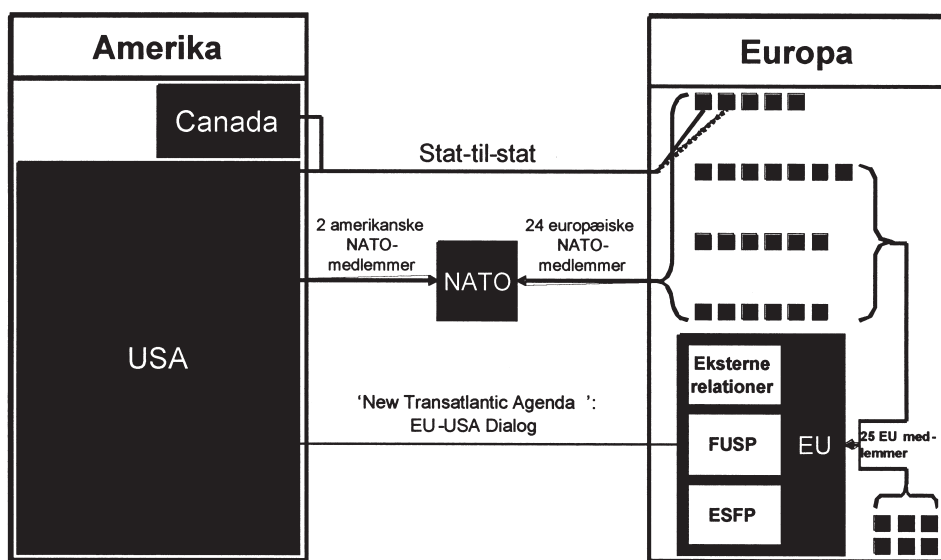 Amerika
Europa
Canada
Stat-til-stat
2 amerikanske
NATO-
medlemmer
24 europæiske
NATO-
medlemmer
NATO
USA
Eksterne
relationer
'New Transatlantic Agenda ':
EU-USA Dialog
FUSP
EU
25 EU med-
lemmer
ESFP